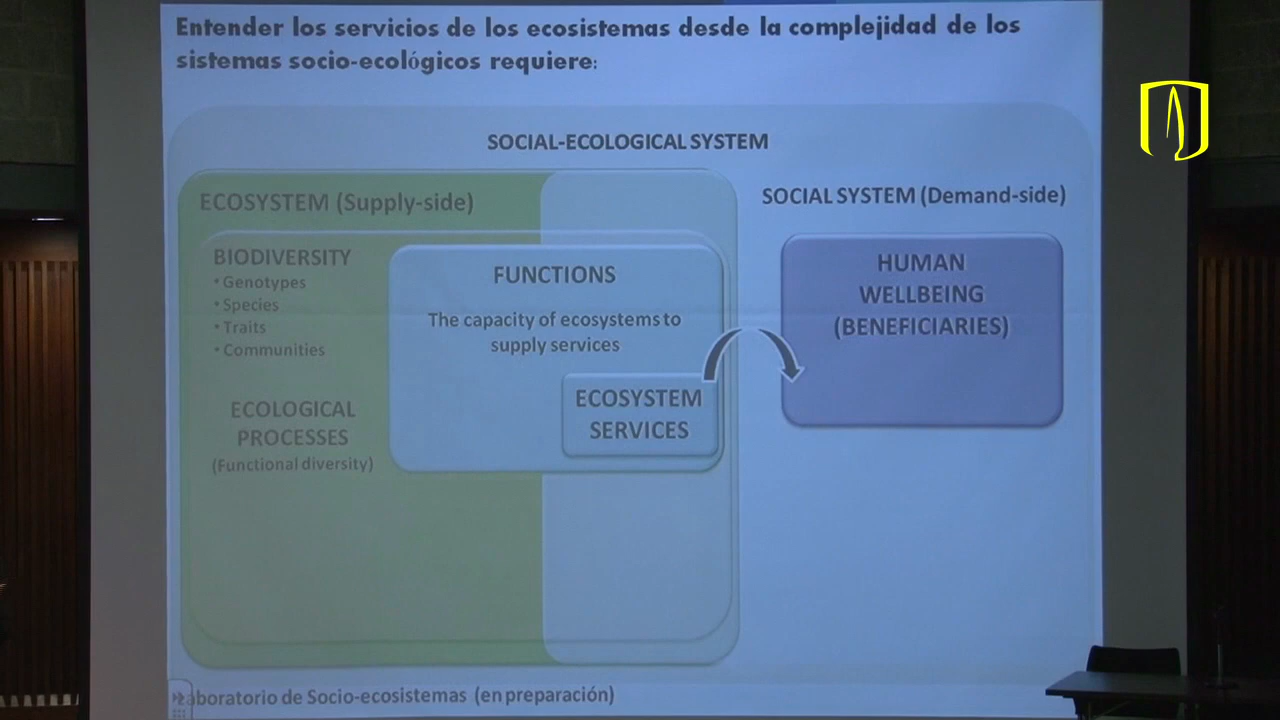 Entender los servicios de los ecosistemas desde la complejidad de los
sistemas socio-ecológicos requiere:
SOCIAL-ECOLOGICAL SYSTEM
ECOSYSTEM (Supply-side)
BIODIVERSITY
• Genotypes
• Species
• Traits
• Communities
ECOLOGICAL
PROCESSES
(Functional diversity)
FUNCTIONS
The capacity of ecosystems to
supply services
ECOSYSTEM
SERVICES
SOCIAL SYSTEM (Demand-side)
HUMAN
WELLBEING
(BENEFICIARIES)
Laboratorio de Socio-ecosistemas (en preparación)